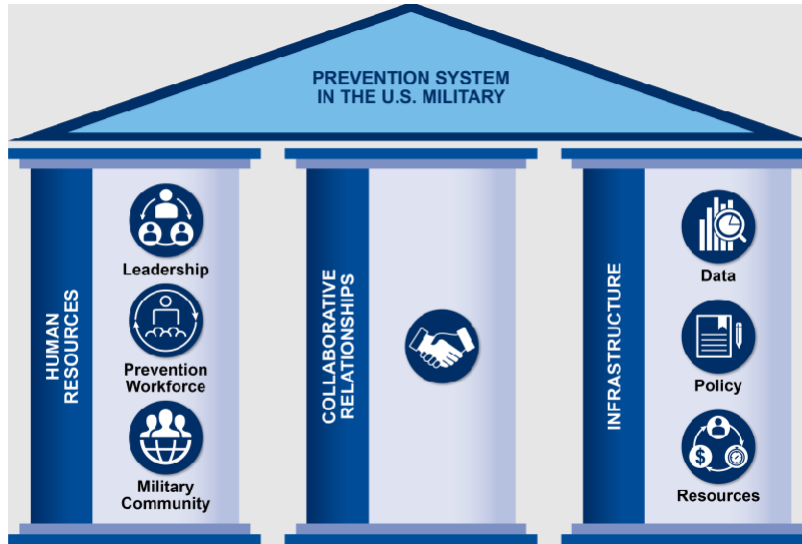 PREVENTION SYSTEM
IN THE U.S. MILITARY
HUMAN
RESOURCES
Leadership
Prevention
Workforce
Military
Community
COLLABORATIVE
RELATIONSHIPS
INFRASTRUCTURE
Data
Policy
$
Resources